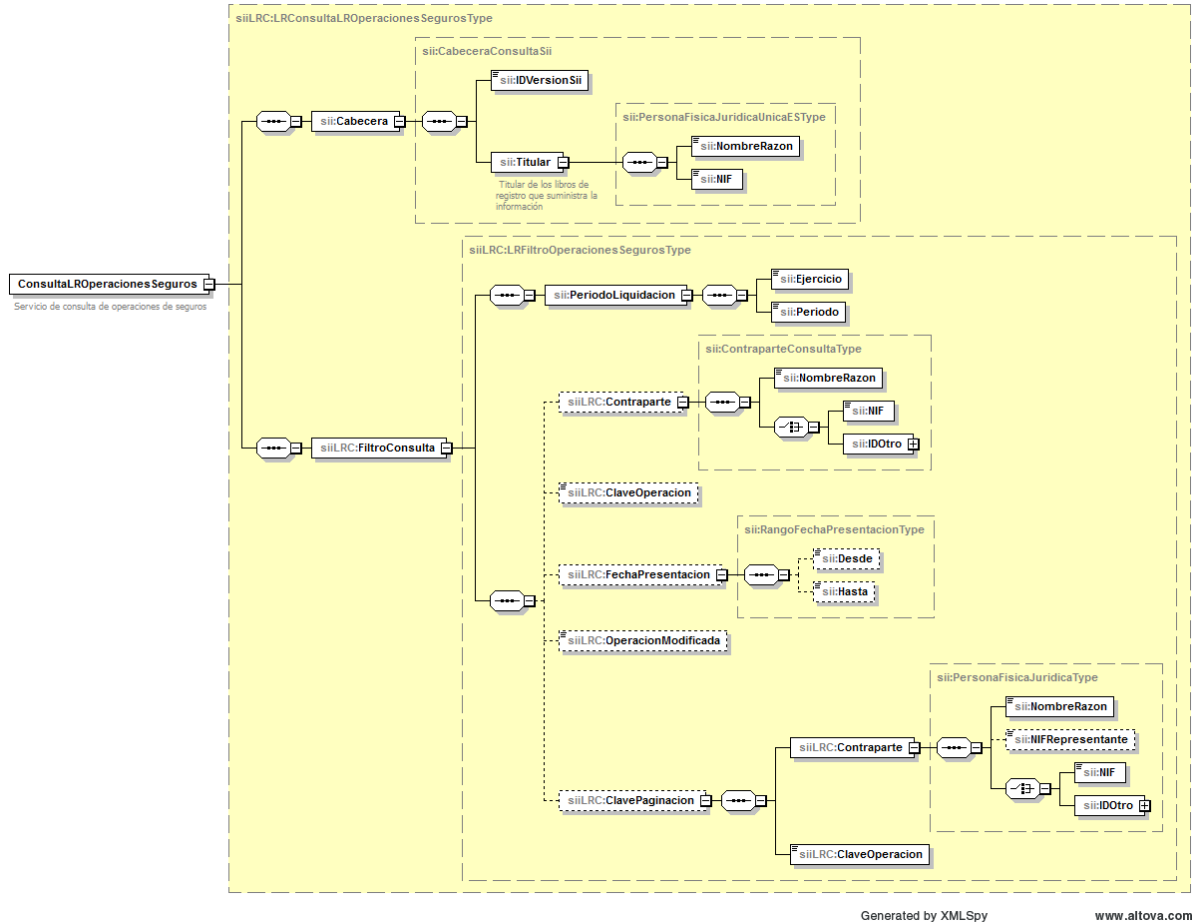 siiLRC:LRConsultaLROperacionesSegurosType
sii:CabeceraConsultaSii
sii:IDVersionSii
sii:PersonaFisicaJuridicaUnicaESType
sii:Cabecera
sii:NombreRazon
sii:Titular
sii:NIF
Titular de los libros de
registro que suministra la
información
siiLRC:LRFiltroOperacionesSegurosType
ConsultaLROperacionesSeguros
Servicio de consulta de operaciones de seguros
sii:PeriodoLiquidacion
sii:Ejercicio
sii:Periodo
sii:ContraparteConsultaType
sii:NombreRazon
siiLRC:Contraparte
sii:NIF
sii:IDOtro
siiLRC:FiltroConsulta
siiLRC:ClaveOperacion
sii:RangoFechaPresentacionType
sii:Desde
siiLRC:FechaPresentacion
sii:Hasta
siiLRC:OperacionModificada
sii:PersonaFisicaJuridicaType
sii:NombreRazon
siiLRC:Contraparte
sii:NIFRepresentante
sii:NIF
siiLRC:ClavePaginacion
sii:IDOtro
siiLRC:ClaveOperacion
Generated by XMLSpy
www.altova.com